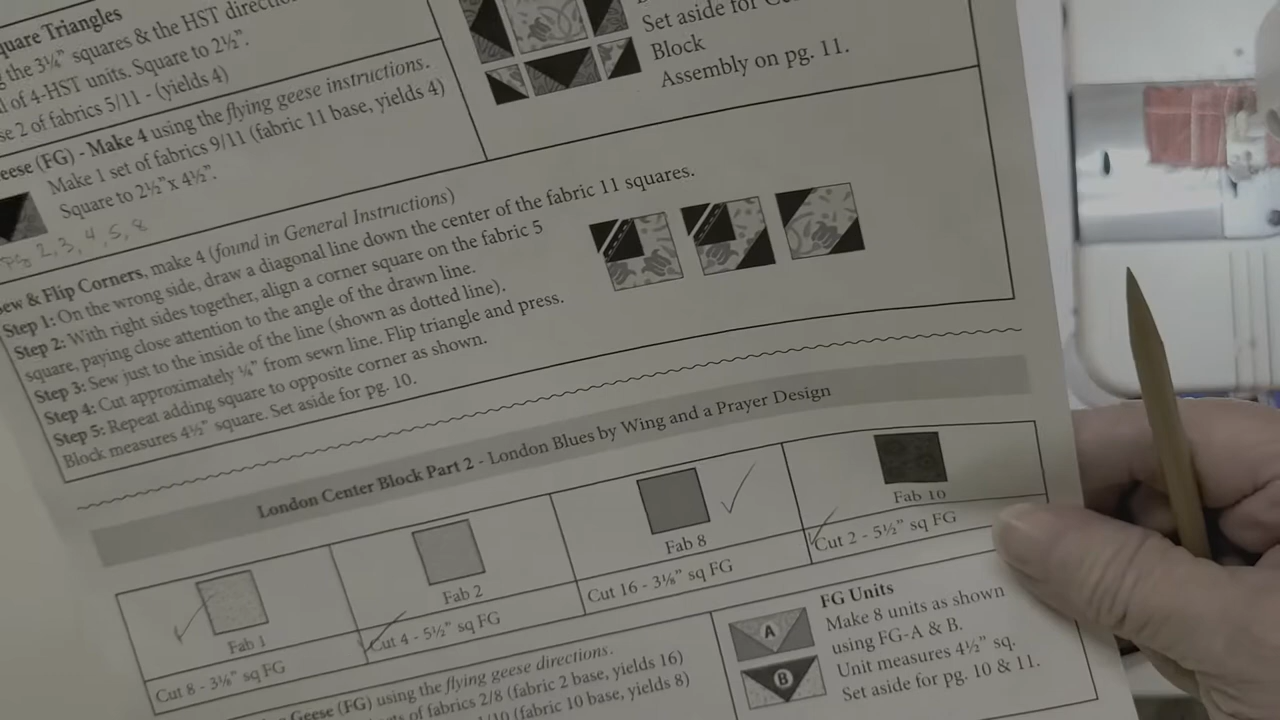 quare Triangles
g the 3¼" squares & the HST direction
l of 4-HST units. Square to 2½".
se 2 of fabrics 5/11 - (yields 4)
eese (FG) - Make 4 using the flying geese instructions.
Make 1 set of fabrics 9/11 (fabric 11 base, yields 4)
Square to 2½"x 4½".
Pg 2, 3, 4, 5, 8
Set aside for Ce
Block
Assembly on pg. 11.
ew & Flip Corners, make 4 (found in General Instructions)
Step 1: On the wrong side, draw a diagonal line down the center of the fabric 11 squares.
Step 2: With right sides together, align a corner square on the fabric 5
square, paying close attention to the angle of the drawn line.
Step 3: Sew just to the inside of the line (shown as dotted line).
Step 4: Cut approximately ¼" from sewn line. Flip triangle and press.
Step 5: Repeat adding square to opposite corner as shown.
Block measures 4½" square. Set aside for pg. 10.
London Center Block Part 2 - London Blues by Wing and a Prayer Design
Fab 1
Cut 8 - 3⅛" sq FG
Fab 2
Cut 4 - 5½" sq FG
Fab 8
Cut 16 - 3⅛" sq FG
Fab 10
Cut 2 - 5½" sq FG
Geese (FG) using the flying geese directions.
ts of fabrics 2/8 (fabric 2 base, yields 16)
1/10 (fabric 10 base, yields 8)
A
B
FG Units
Make 8 units as shown
using FG-A & B.
Unit measures 4½" sq.
Set aside for pg. 10 & 11.